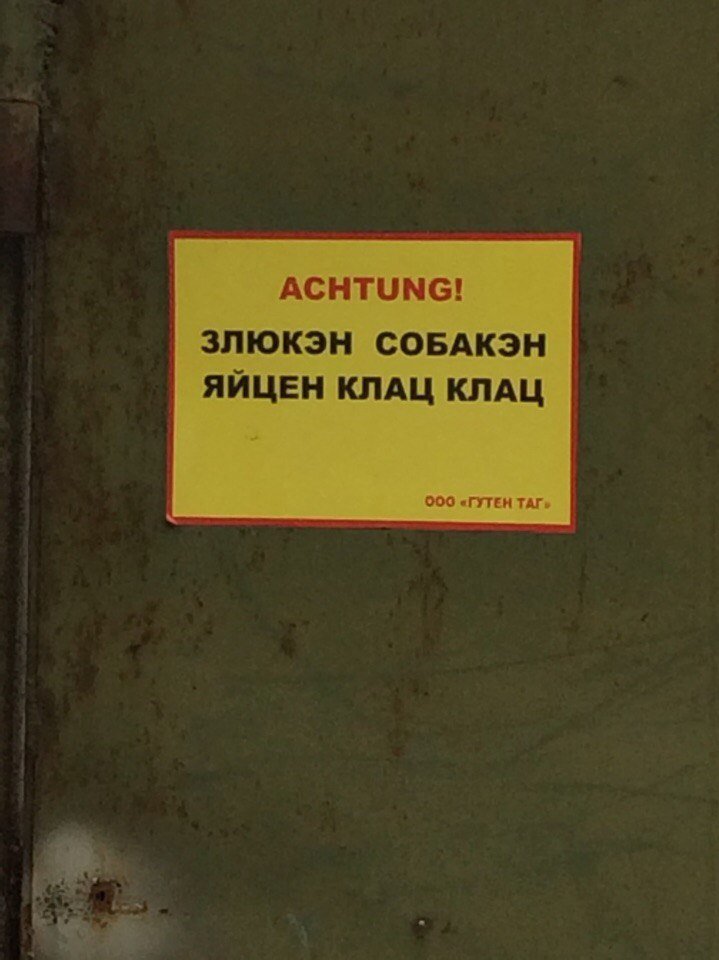 ACHTUNG!
ЗЛЮКЭН СОБАКЭН
ЯЙЦЕН КЛАЦ КЛАЦ
ООО «ГУТЕН ТАГ»